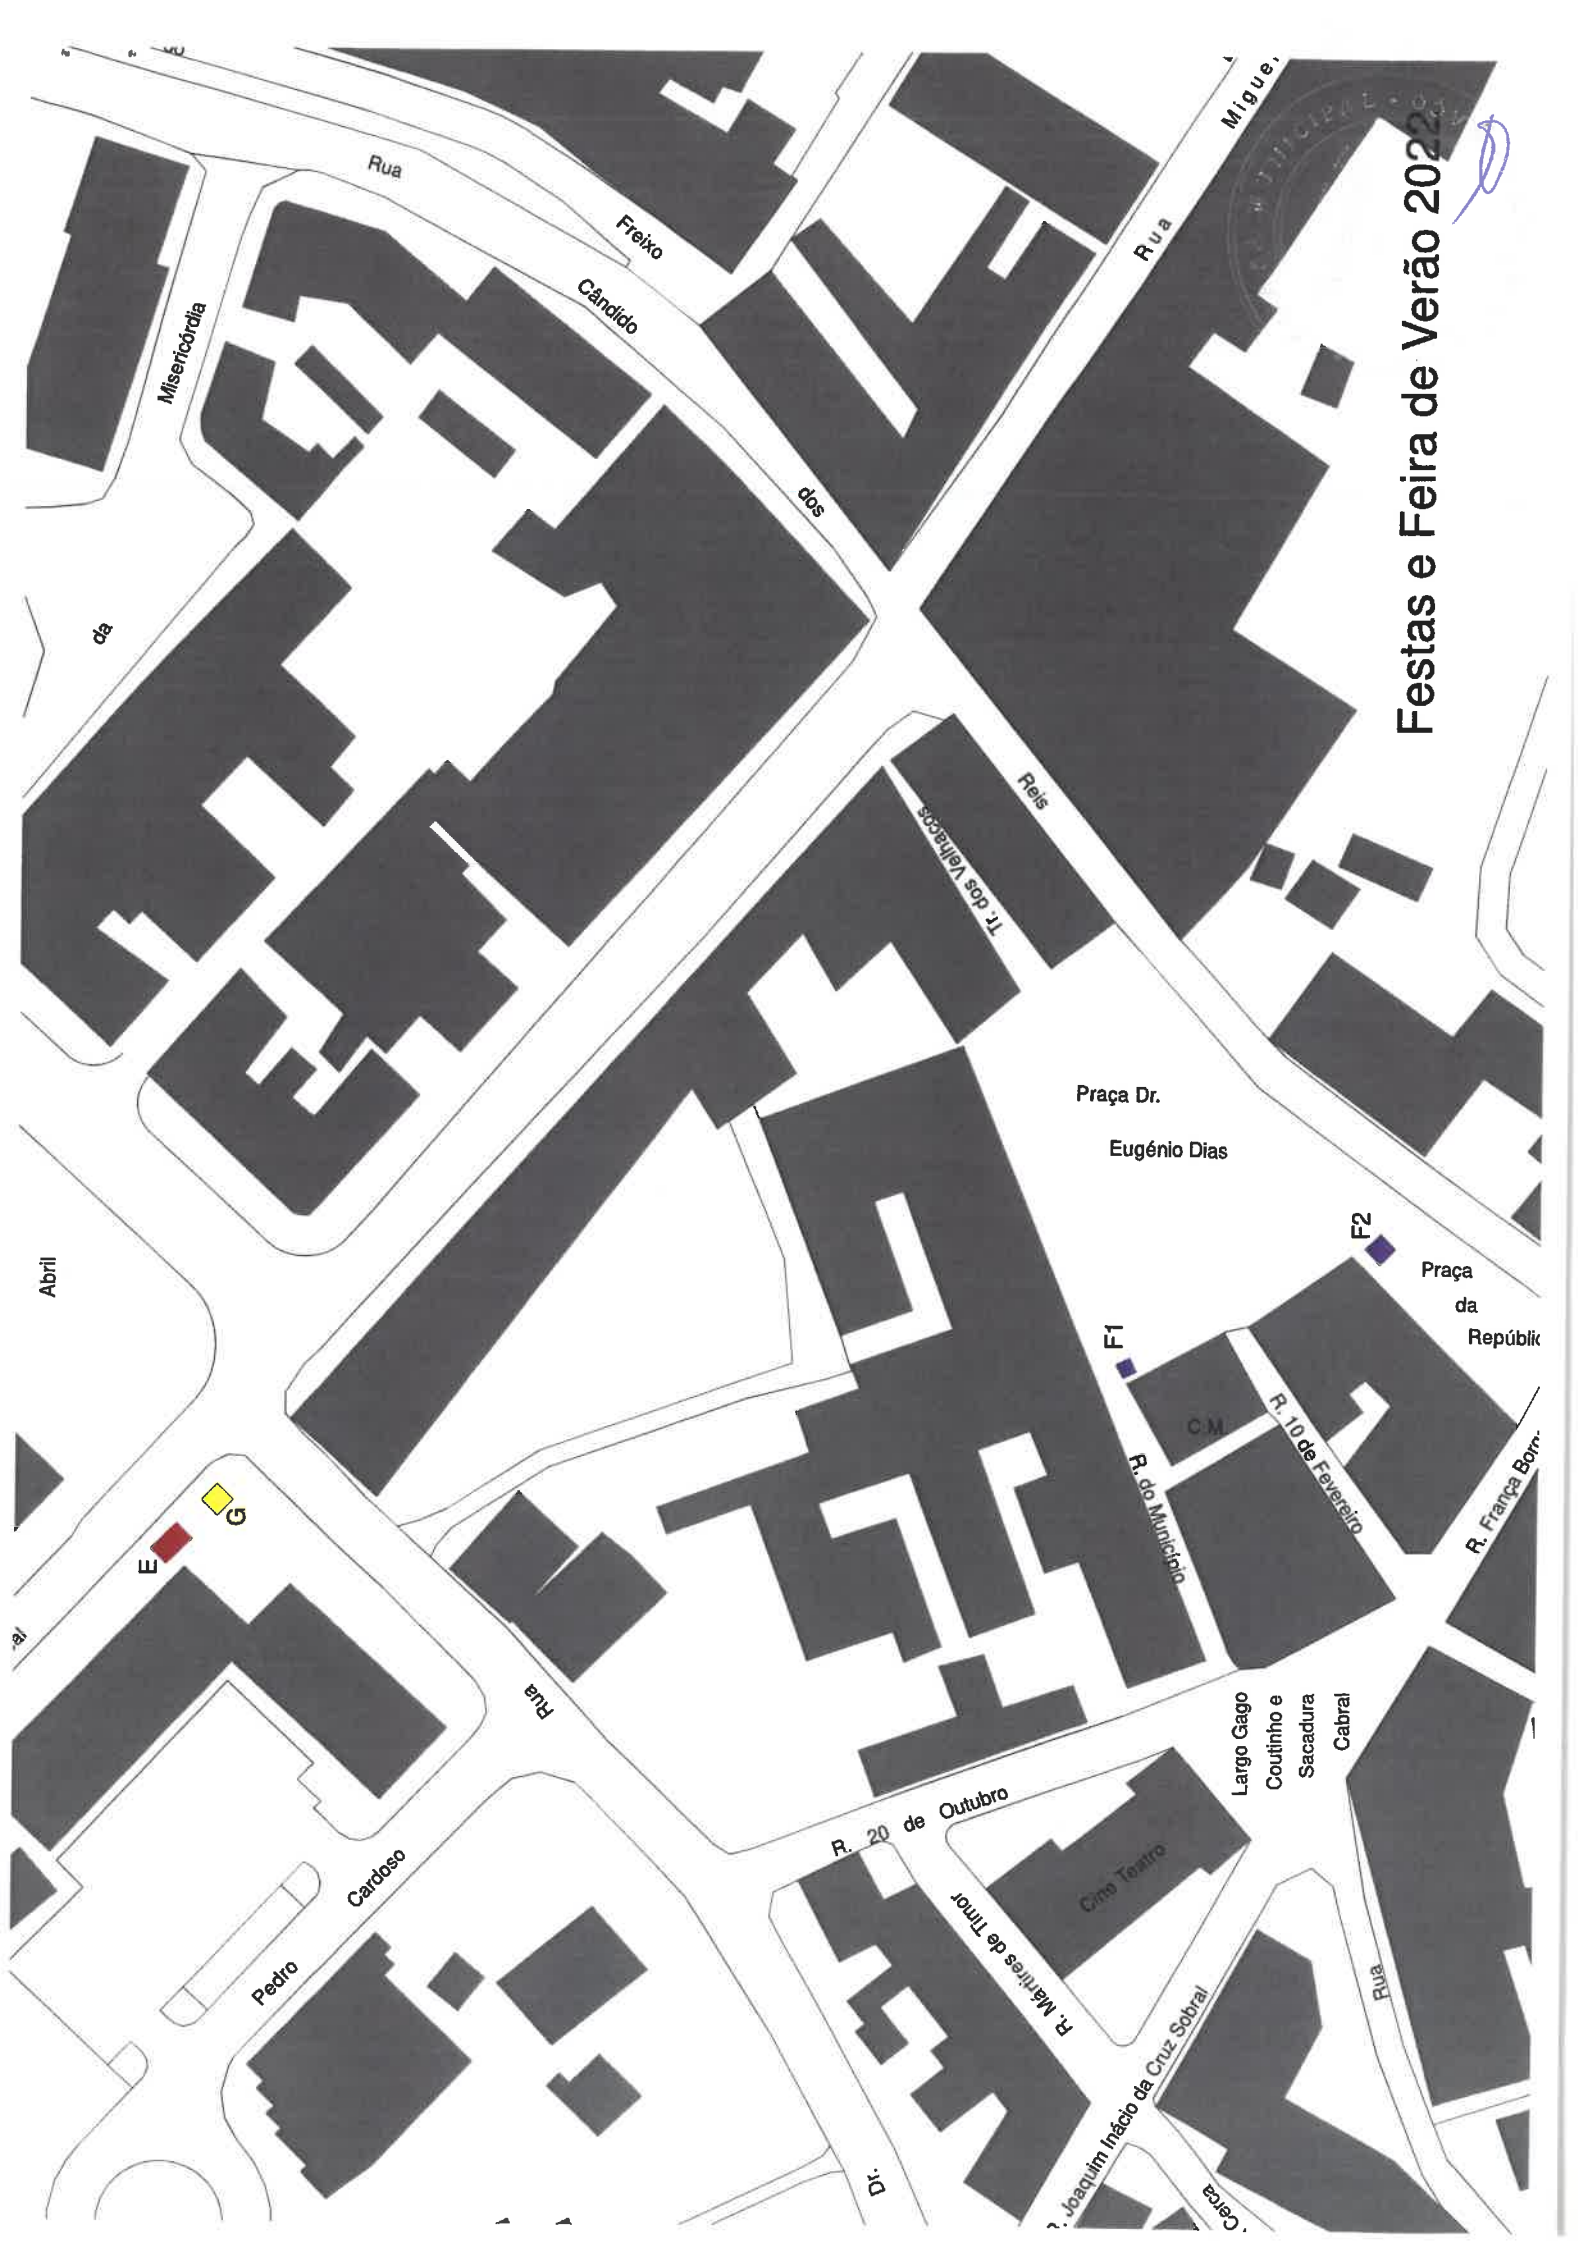 Festas e Feira de Verão 2022
Rua
Freixo
Misericórdia
Cândido
dos
da
Rua
Miguel
Reis
Tr. dos Velhacos
Praça Dr.
Eugénio Dias
Abril
F2
Praça
da
F1
C.M.
R. 10 de Fevereiro
R. do Município
R. França
E
G
Rua
Largo Gago
Coutinho e
Sacadura
Cabral
R. 20 de Outubro
Cine Teatro
R. Mártires de Timor
Cardoso
Pedro
Joaquim Inácio da Cruz Sobral
Rua
Dr.
Cerca
MUNICIPAL